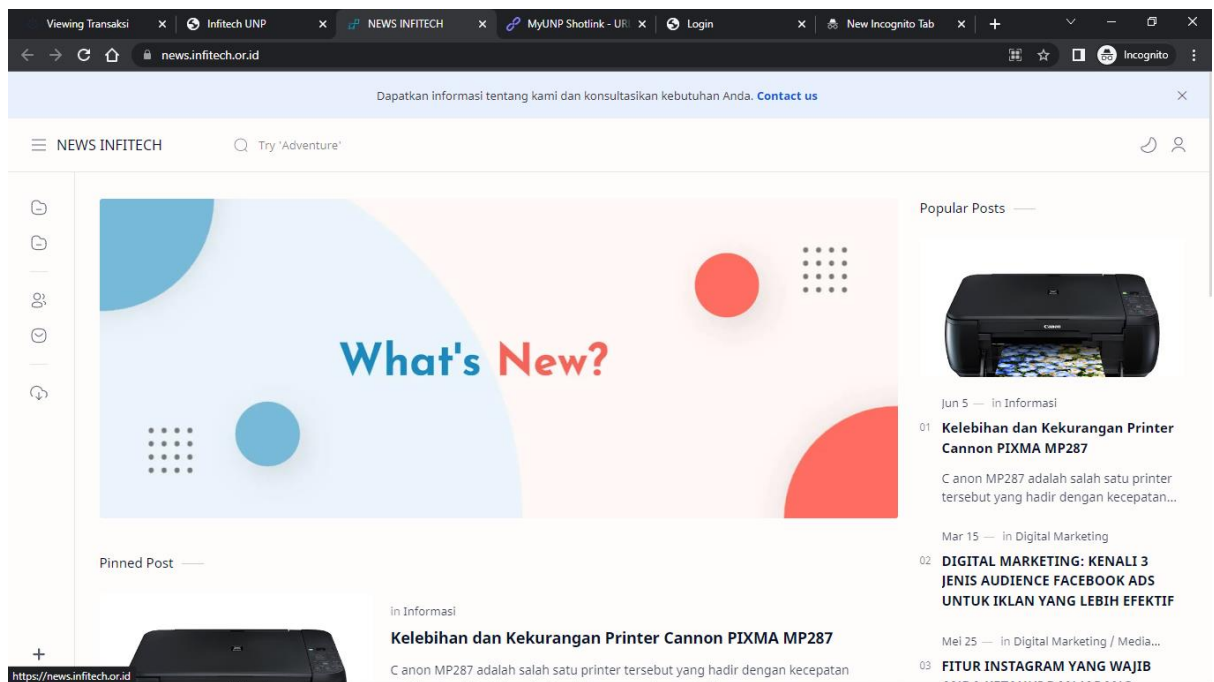 Viewing Transaksi
Infitech UNP
NEWS INFITECH
MyUNP Shotlink - UR
Login
New Incognito Tab
news.infitech.or.id
Incognito
Dapatkan informasi tentang kami dan konsultasikan kebutuhan Anda. Contact us
NEWS INFITECH
Try 'Adventure'
What's New?
Popular Posts
Canon
Jun 5 — in Informasi
01 Kelebihan dan Kekurangan Printer
Cannon PIXMA MP287
C anon MP287 adalah salah satu printer
tersebut yang hadir dengan kecepatan...
Mar 15 — in Digital Marketing
02 DIGITAL MARKETING: KENALI 3
JENIS AUDIENCE FACEBOOK ADS
UNTUK IKLAN YANG LEBIH EFEKTIF
Mei 25 — in Digital Marketing / Media...
03 FITUR INSTAGRAM YANG WAJIB
Pinned Post
in Informasi
Kelebihan dan Kekurangan Printer Cannon PIXMA MP287
C anon MP287 adalah salah satu printer tersebut yang hadir dengan kecepatan
https://news.infitech.or.id